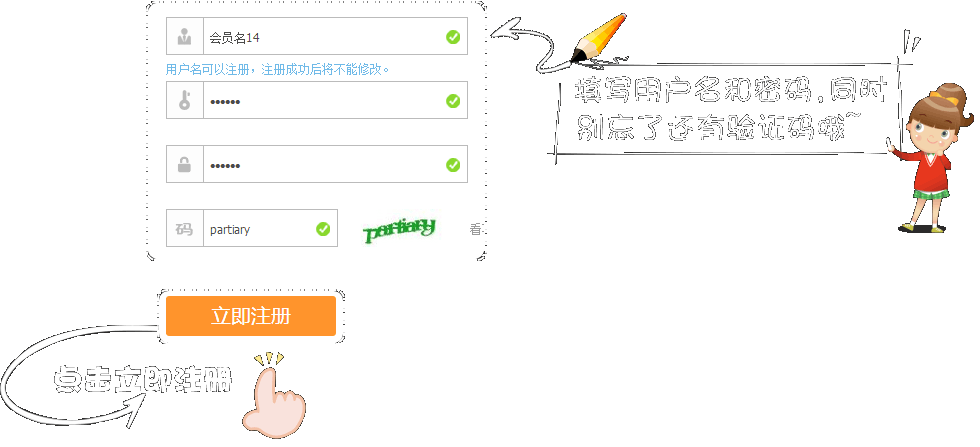 会员名14
用户名可以注册，注册成功后将不能修改。
••••••
••••••
码 partiary partiary 看
填写用户名和密码,同时
别忘了还有验证码哦~
立即注册
点击立即注册